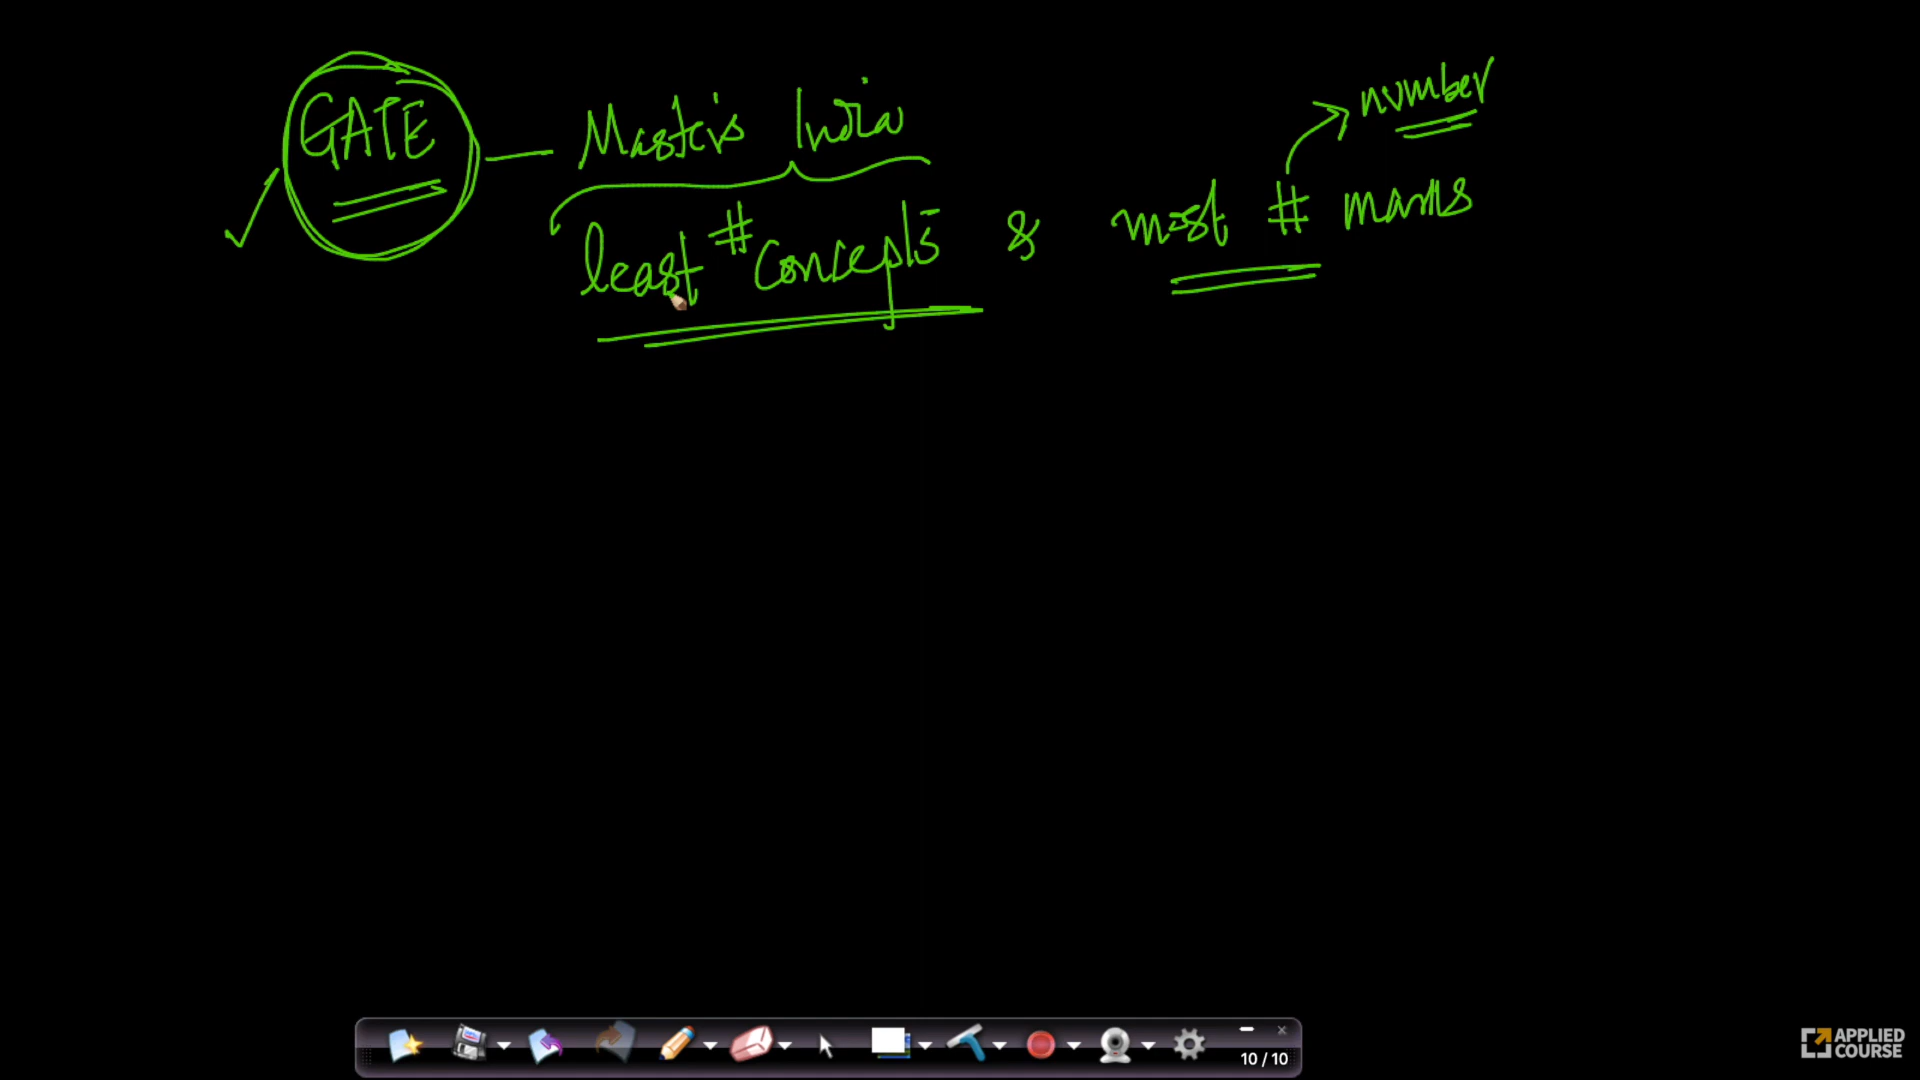 GATE — Masters India
number
least # concepts & most # marks
10 / 10
APPLIED
COURSE